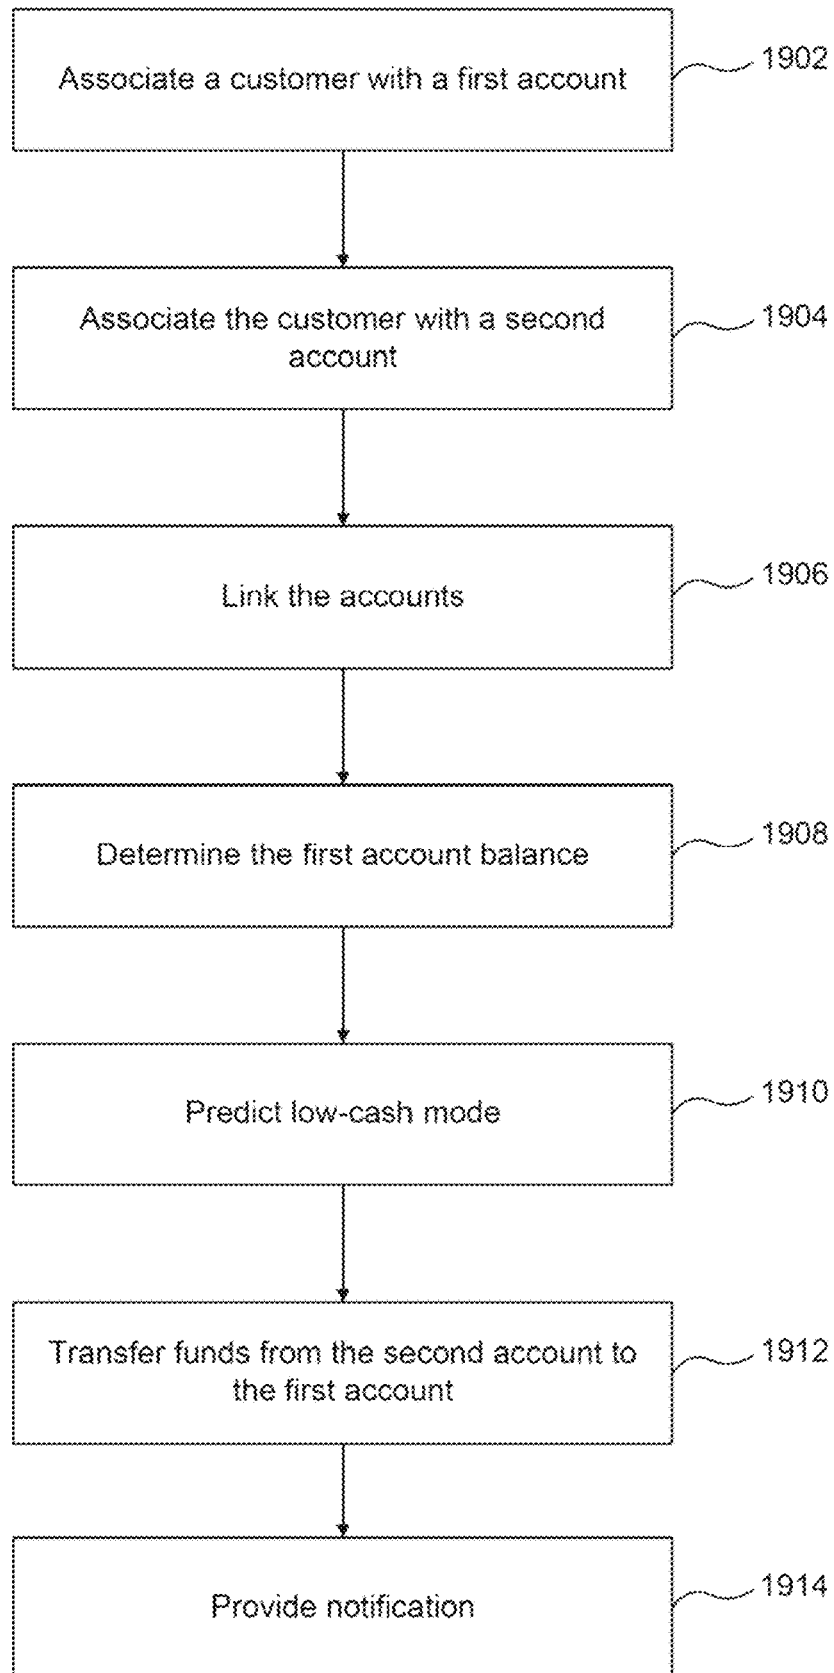 Associate a customer with a first account
1902
Associate the customer with a second
account
1904
Link the accounts
1906
Determine the first account balance
1908
Predict low-cash mode
1910
Transfer funds from the second account to
the first account
1912
Provide notification
1914